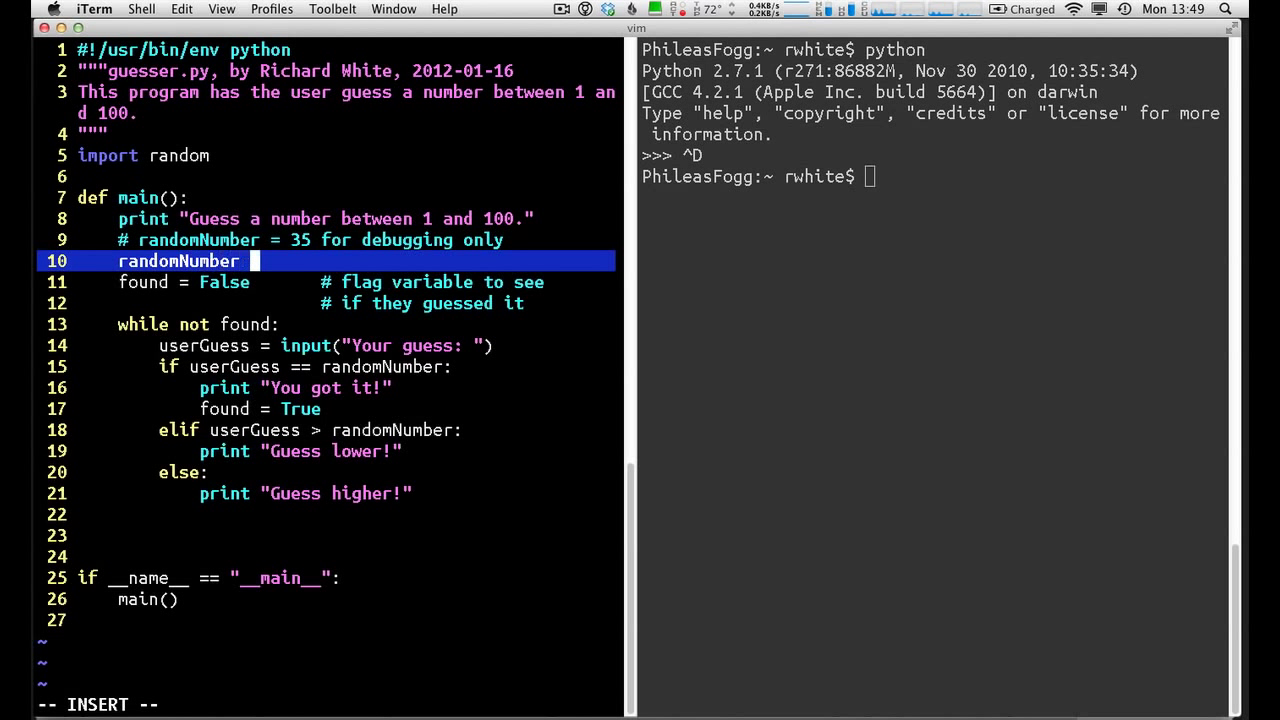 iTerm Shell Edit View Profiles Toolbelt Window Help 72° 0.4KB/s 0.2KB/s Charged Mon 13:49
vim
1 #!/usr/bin/env python
2 """guesser.py, by Richard White, 2012-01-16
3 This program has the user guess a number between 1 an
d 100.
4 """
5 import random
6
7 def main():
8 print "Guess a number between 1 and 100."
9 # randomNumber = 35 for debugging only
10 randomNumber
11 found = False # flag variable to see
12 # if they guessed it
13 while not found:
14 userGuess = input("Your guess: ")
15 if userGuess == randomNumber:
16 print "You got it!"
17 found = True
18 elif userGuess > randomNumber:
19 print "Guess lower!"
20 else:
21 print "Guess higher!"
22
23
24
25 if __name__ == "__main__":
26 main()
27
~
~
~
-- INSERT --
PhileasFogg:~ rwhite$ python
Python 2.7.1 (r271:86882M, Nov 30 2010, 10:35:34)
[GCC 4.2.1 (Apple Inc. build 5664)] on darwin
Type "help", "copyright", "credits" or "license" for more
information.
>>> ^D
PhileasFogg:~ rwhite$